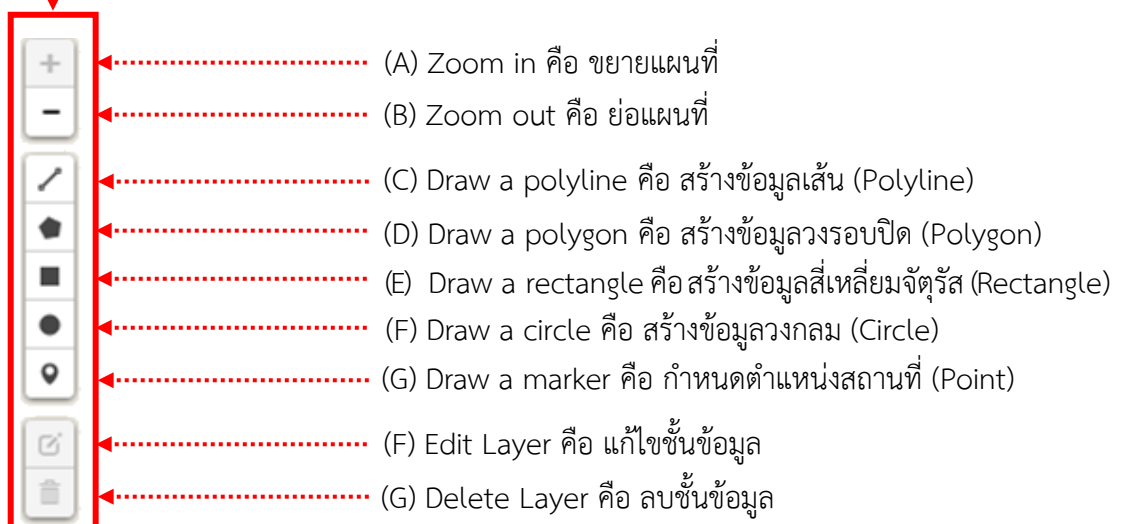 (A) Zoom in คือ ขยายแผนที่
(B) Zoom out คือ ย่อแผนที่
(C) Draw a polyline คือ สร้างข้อมูลเส้น (Polyline)
(D) Draw a polygon คือ สร้างข้อมูลวงรอบปิด (Polygon)
(E) Draw a rectangle คือ สร้างข้อมูลสี่เหลี่ยมจัตุรัส (Rectangle)
(F) Draw a circle คือ สร้างข้อมูลวงกลม (Circle)
(G) Draw a marker คือ กำหนดตำแหน่งสถานที่ (Point)
(F) Edit Layer คือ แก้ไขชั้นข้อมูล
(G) Delete Layer คือ ลบชั้นข้อมูล